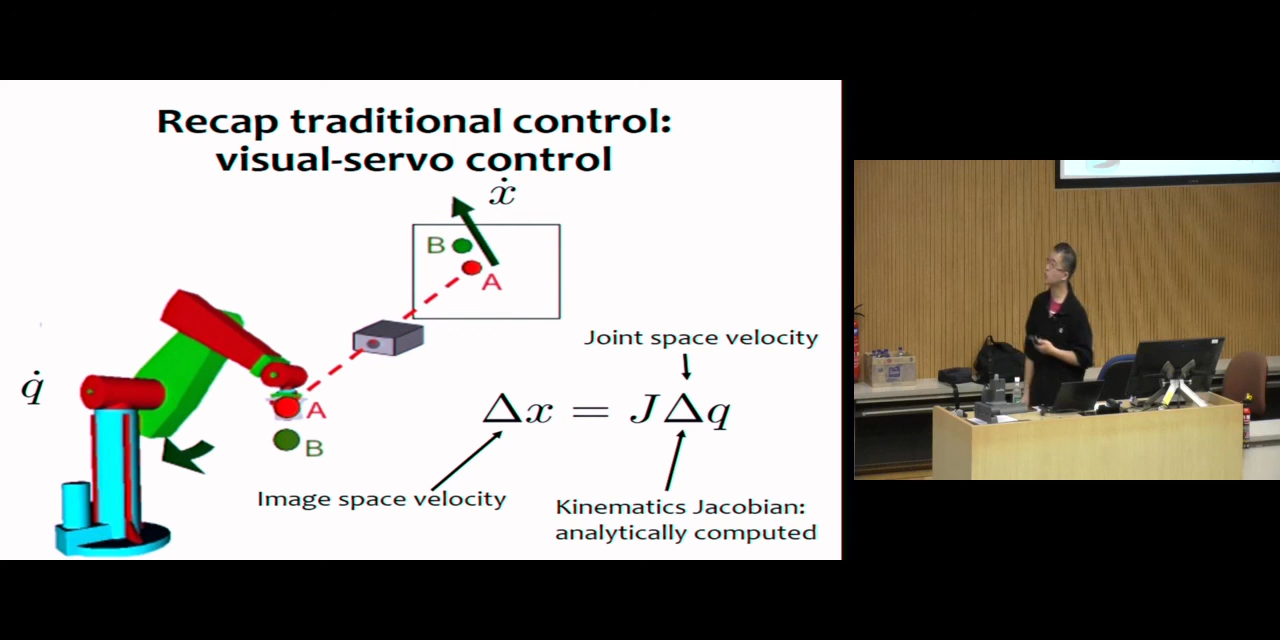 Recap traditional control:
visual-servo control
ẋ
B
A
Joint space velocity
q̇
A
Δx = JΔq
B
Image space velocity
Kinematics Jacobian:
analytically computed